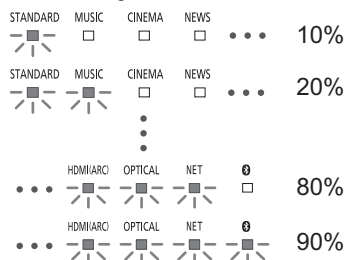 STANDARD MUSIC CINEMA NEWS
10%
STANDARD MUSIC CINEMA NEWS
20%
HDMI(ARC) OPTICAL NET
80%
HDMI(ARC) OPTICAL NET
90%